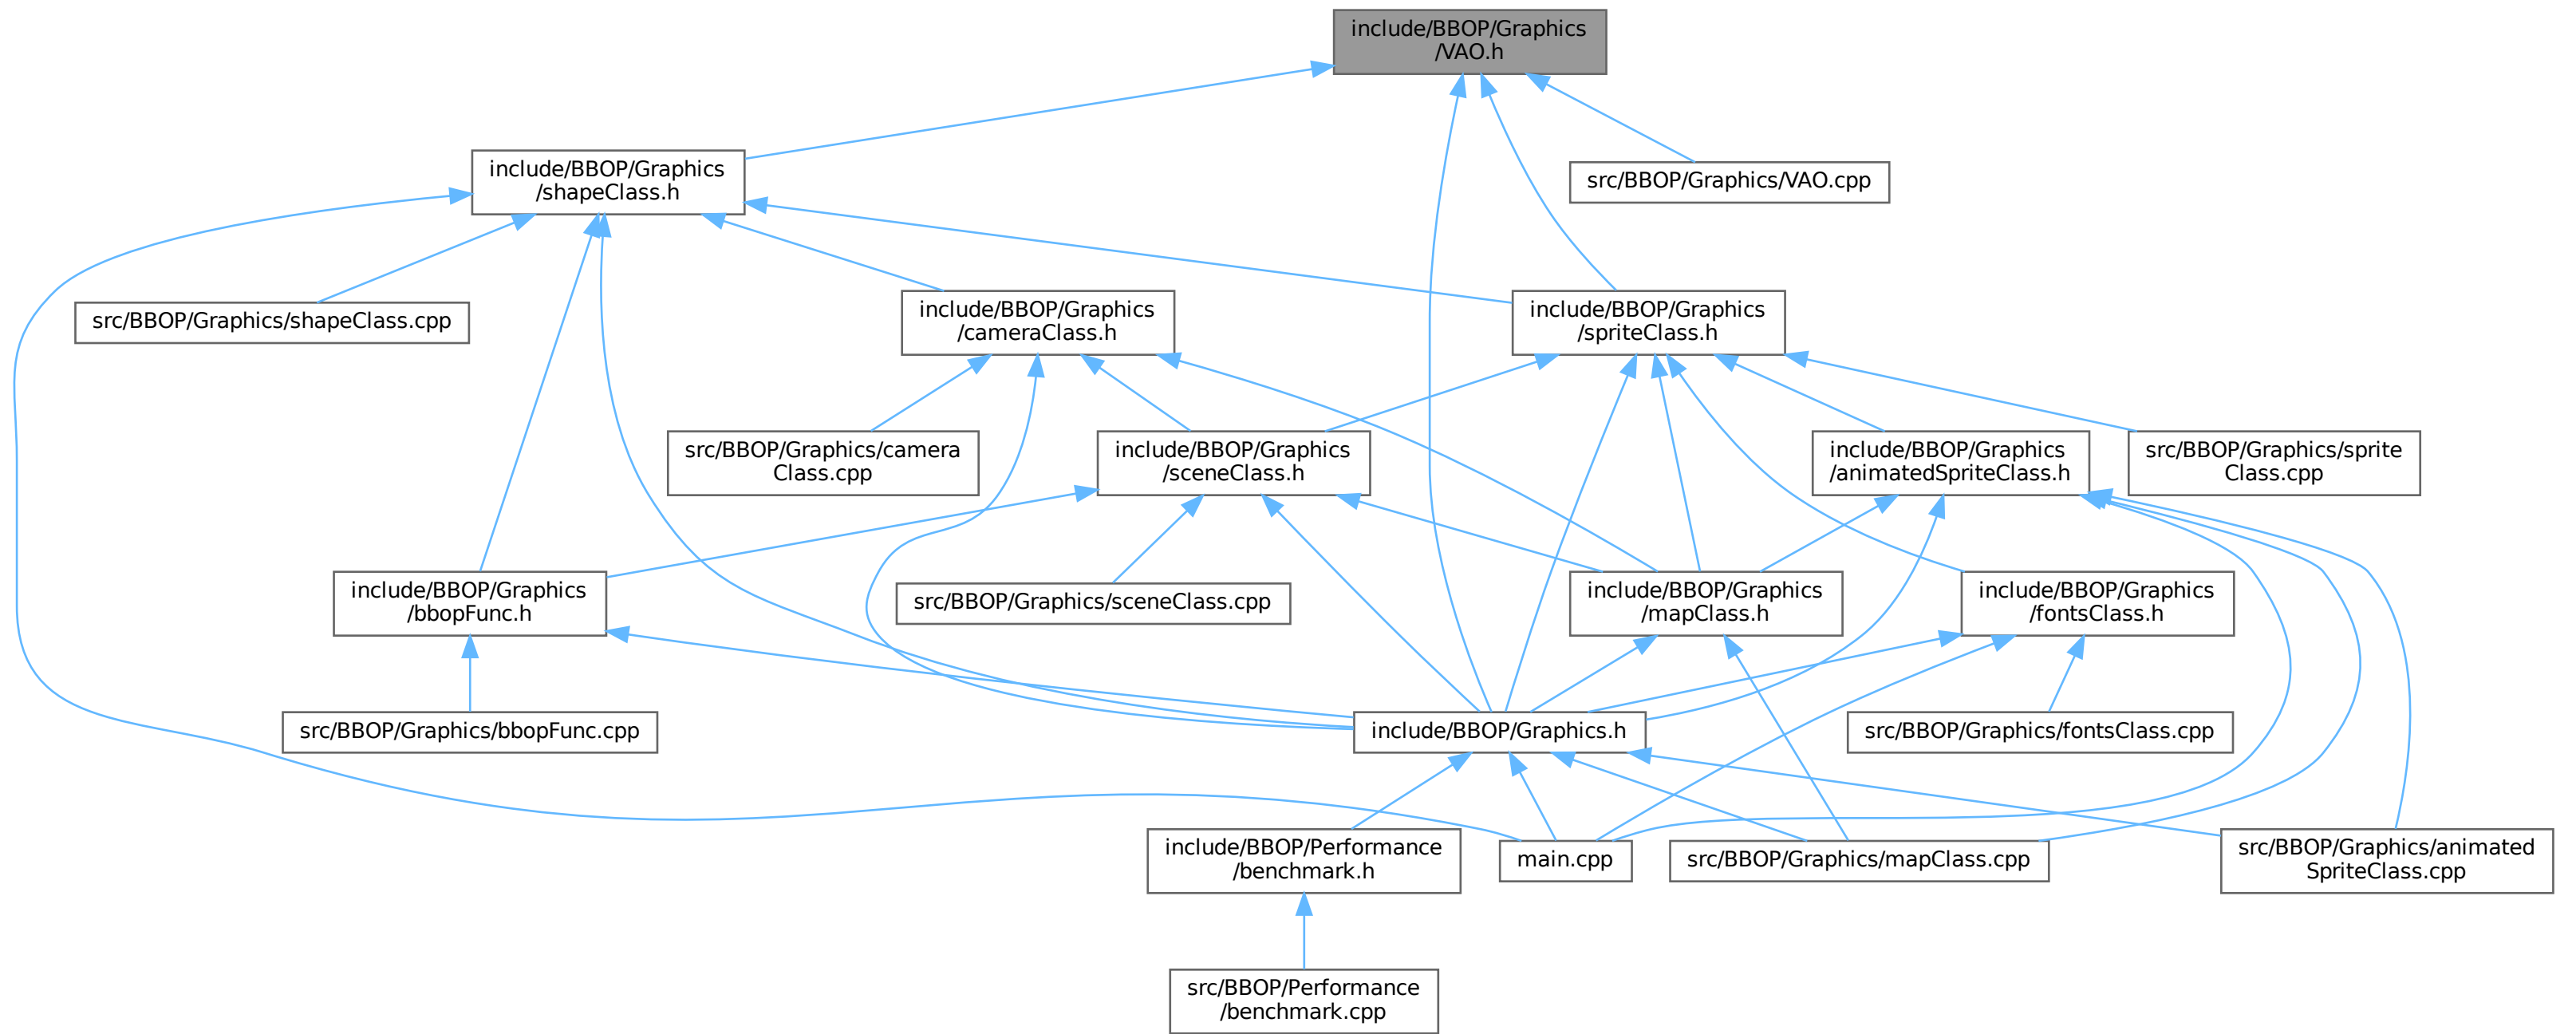 include/BBOP/Graphics
/VAO.h
include/BBOP/Graphics
/shapeClass.h
src/BBOP/Graphics/VAO.cpp
src/BBOP/Graphics/shapeClass.cpp
include/BBOP/Graphics
/cameraClass.h
include/BBOP/Graphics
/spriteClass.h
src/BBOP/Graphics/camera
Class.cpp
include/BBOP/Graphics
/sceneClass.h
include/BBOP/Graphics
/animatedSpriteClass.h
src/BBOP/Graphics/sprite
Class.cpp
include/BBOP/Graphics
/bbopFunc.h
src/BBOP/Graphics/sceneClass.cpp
include/BBOP/Graphics
/mapClass.h
include/BBOP/Graphics
/fontsClass.h
src/BBOP/Graphics/bbopFunc.cpp
include/BBOP/Graphics.h
src/BBOP/Graphics/fontsClass.cpp
include/BBOP/Performance
/benchmark.h
main.cpp
src/BBOP/Graphics/mapClass.cpp
src/BBOP/Graphics/animated
SpriteClass.cpp
src/BBOP/Performance
/benchmark.cpp